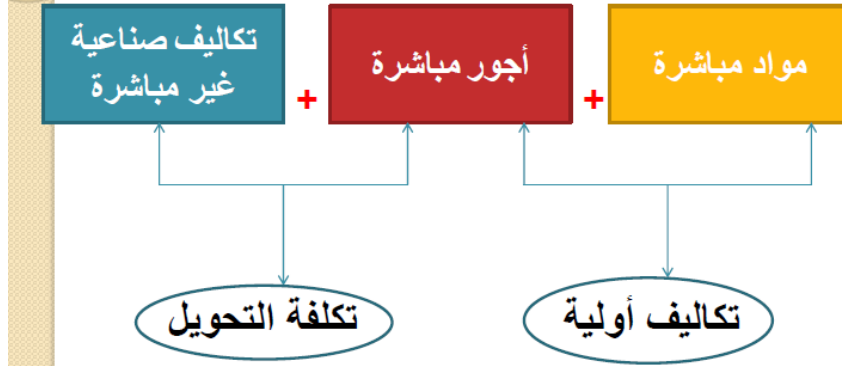 مواد مباشرة
+
أجور مباشرة
+
تكاليف صناعية
غير مباشرة
تكاليف أولية
تكلفة التحويل